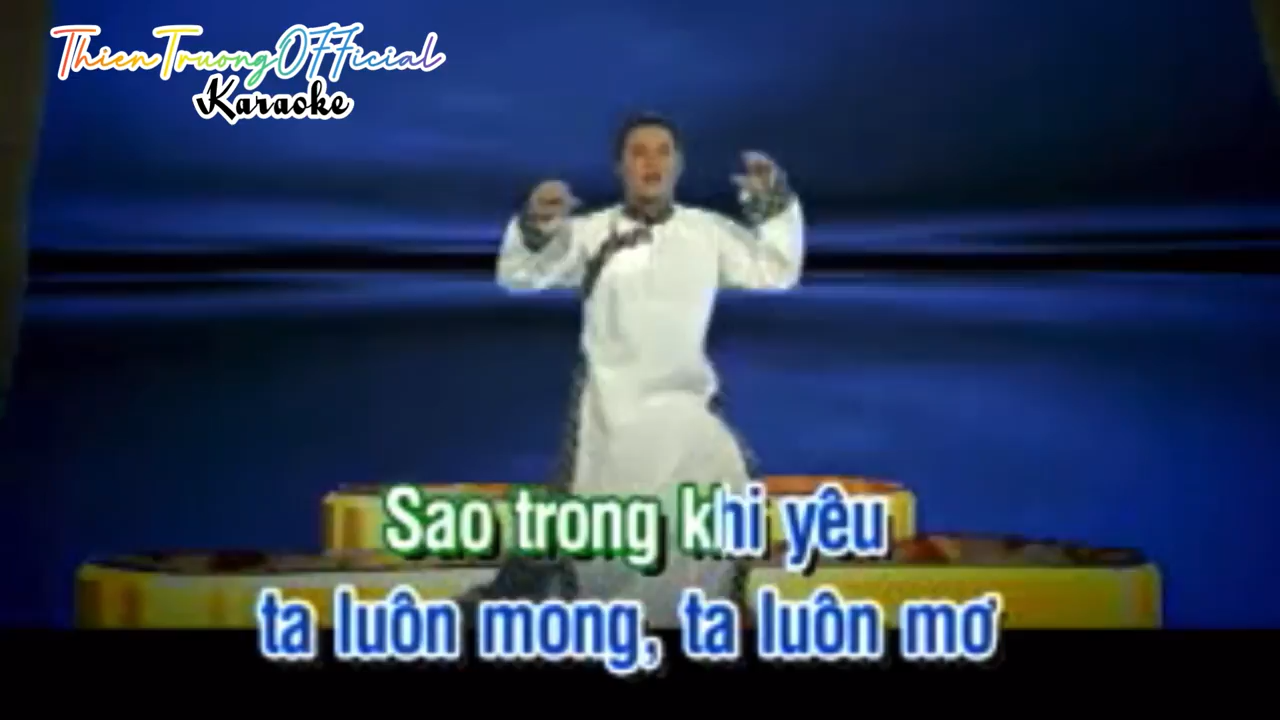 ThienTruongOFFicial
Karaoke
Sao trong khi yêu
ta luôn mong, ta luôn mơ